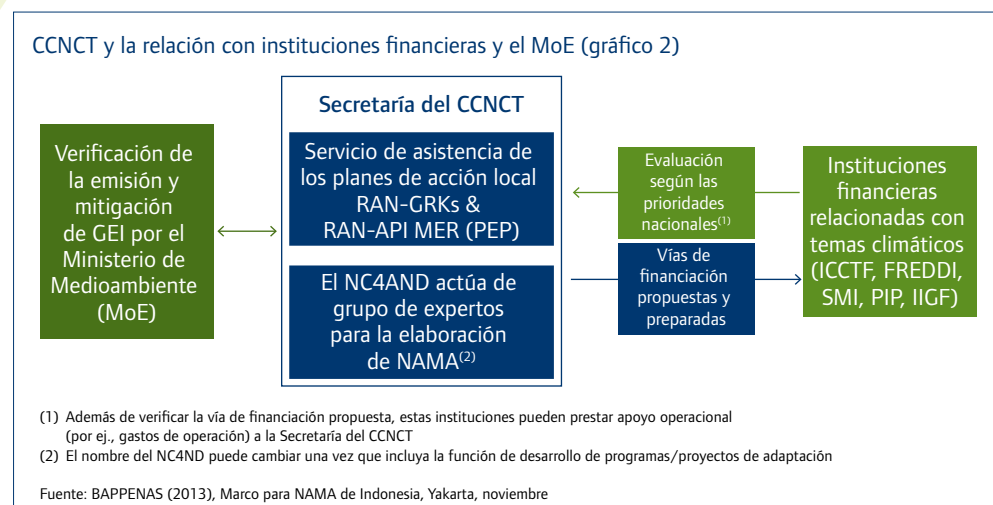 CCNCT y la relación con instituciones financieras y el MoE (gráfico 2)
Verificación de
la emisión y
mitigación
de GEI por el
Ministerio de
Medioambiente
(MoE)
Secretaría del CCNCT
Servicio de asistencia de
los planes de acción local
RAN-GRKs &
RAN-API MER (PEP)
El NC4AND actúa de
grupo de expertos
para la elaboración
de NAMA(2)
Evaluación
según las
prioridades
nacionales(1)
Vías de
financiación
propuestas y
preparadas
Instituciones
financieras
relacionadas con
temas climáticos
(ICCTF, FREDDI,
SMI, PIP, IIGF)
(1) Además de verificar la vía de financiación propuesta, estas instituciones pueden prestar apoyo operacional
(por ej., gastos de operación) a la Secretaría del CCNCT
(2) El nombre del NC4ND puede cambiar una vez que incluya la función de desarrollo de programas/proyectos de adaptación
Fuente: BAPPENAS (2013), Marco para NAMA de Indonesia, Yakarta, noviembre